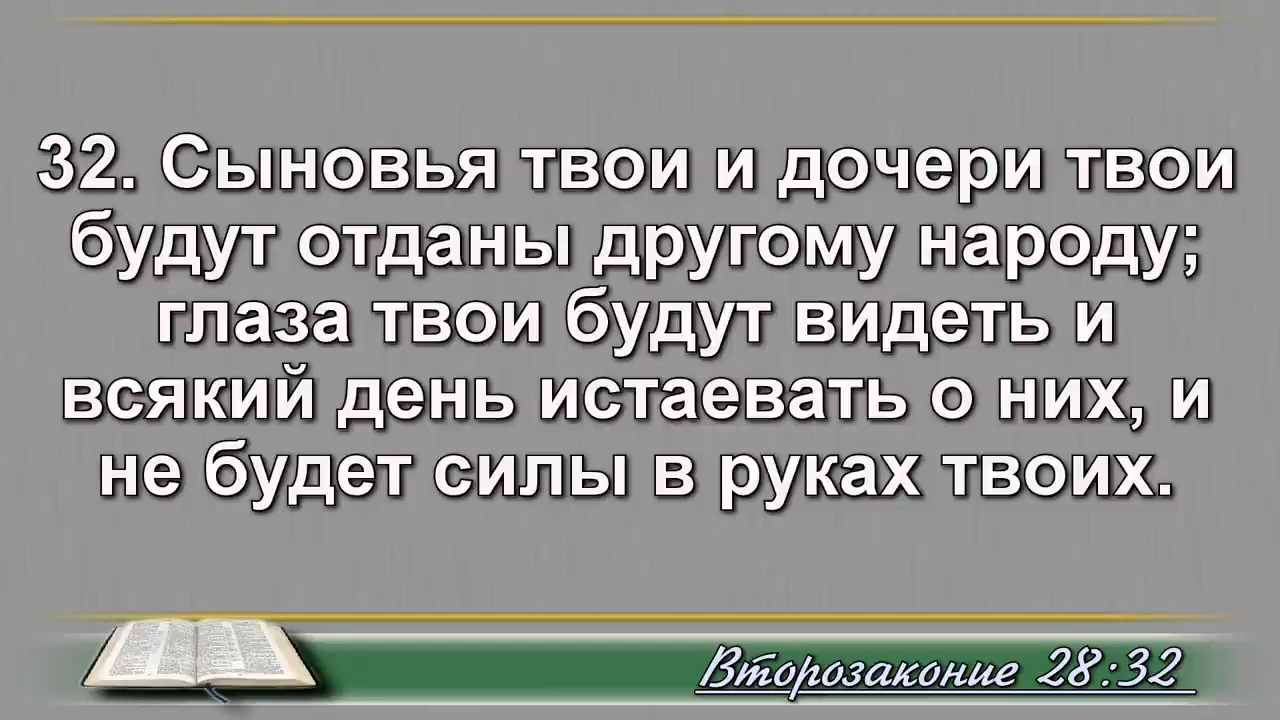 32. Сыновья твои и дочери твои
будут отданы другому народу;
глаза твои будут видеть и
всякий день истаевать о них, и
не будет силы в руках твоих.
Второзаконие 28:32